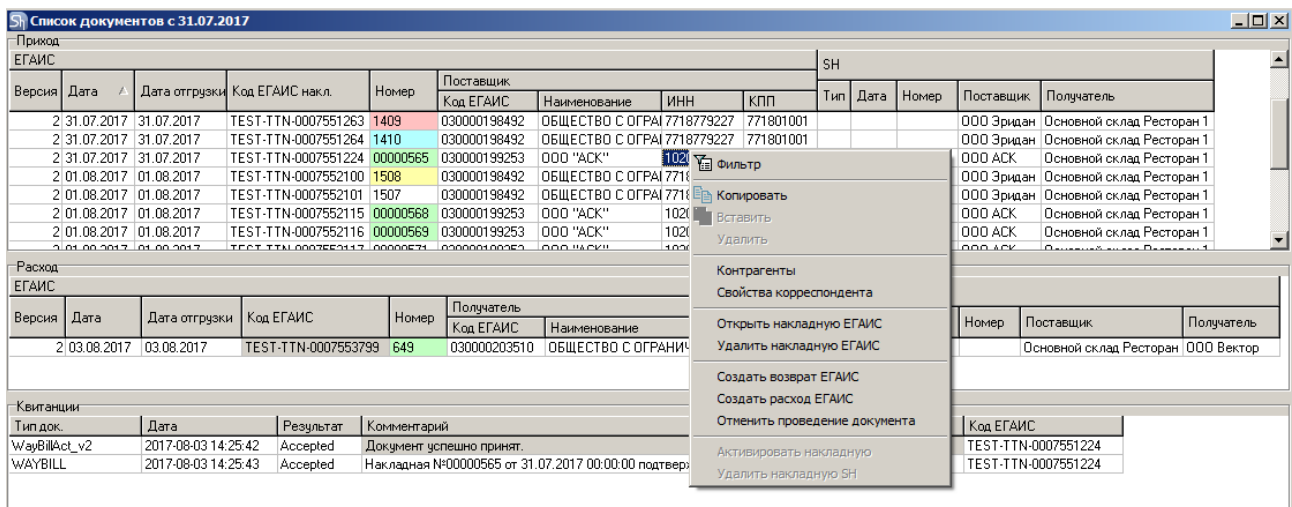 Sh Список документов с 31.07.2017
Приход
ЕГАИС SH
Версия Дата Дата отгрузки Код ЕГАИС накл. Номер Поставщик Тип Дата Номер Поставщик Получатель
Код ЕГАИС Наименование ИНН КПП
2 31.07.2017 31.07.2017 TEST-TTN-0007551263 1409 030000198492 ОБЩЕСТВО С ОГРА 7718779227 771801001 ООО Эридан Основной склад Ресторан 1
2 31.07.2017 31.07.2017 TEST-TTN-0007551264 1410 030000198492 ОБЩЕСТВО С ОГРА 7718779227 771801001 ООО Эридан Основной склад Ресторан 1
2 31.07.2017 31.07.2017 TEST-TTN-0007551224 00000565 030000199253 ООО "АСК" 102 ООО АСК Основной склад Ресторан 1
2 01.08.2017 01.08.2017 TEST-TTN-0007552100 1508 030000198492 ОБЩЕСТВО С ОГРА 771 ООО Эридан Основной склад Ресторан 1
2 01.08.2017 01.08.2017 TEST-TTN-0007552101 1507 030000198492 ОБЩЕСТВО С ОГРА 771 ООО Эридан Основной склад Ресторан 1
2 01.08.2017 01.08.2017 TEST-TTN-0007552115 00000568 030000199253 ООО "АСК" 102 ООО АСК Основной склад Ресторан 1
2 01.08.2017 01.08.2017 TEST-TTN-0007552116 00000569 030000199253 ООО "АСК" 102 ООО АСК Основной склад Ресторан 1
Фильтр
Копировать
Вставить
Удалить
Контрагенты
Свойства корреспондента
Открыть накладную ЕГАИС
Удалить накладную ЕГАИС
Создать возврат ЕГАИС
Создать расход ЕГАИС
Отменить проведение документа
Активировать накладную
Удалить накладную SH
Расход
ЕГАИС
Версия Дата Дата отгрузки Код ЕГАИС Номер Получатель Номер Поставщик Получатель
Код ЕГАИС Наименование
2 03.08.2017 03.08.2017 TEST-TTN-0007553799 649 030000203510 ОБЩЕСТВО С ОГРАНИЧ Основной склад Ресторан ООО Вектор
Квитанции
Тип док. Дата Результат Комментарий Код ЕГАИС
WayBillAct_v2 2017-08-03 14:25:42 Accepted Документ успешно принят. TEST-TTN-0007551224
WAYBILL 2017-08-03 14:25:43 Accepted Накладная №00000565 от 31.07.2017 00:00:00 подтвер TEST-TTN-0007551224